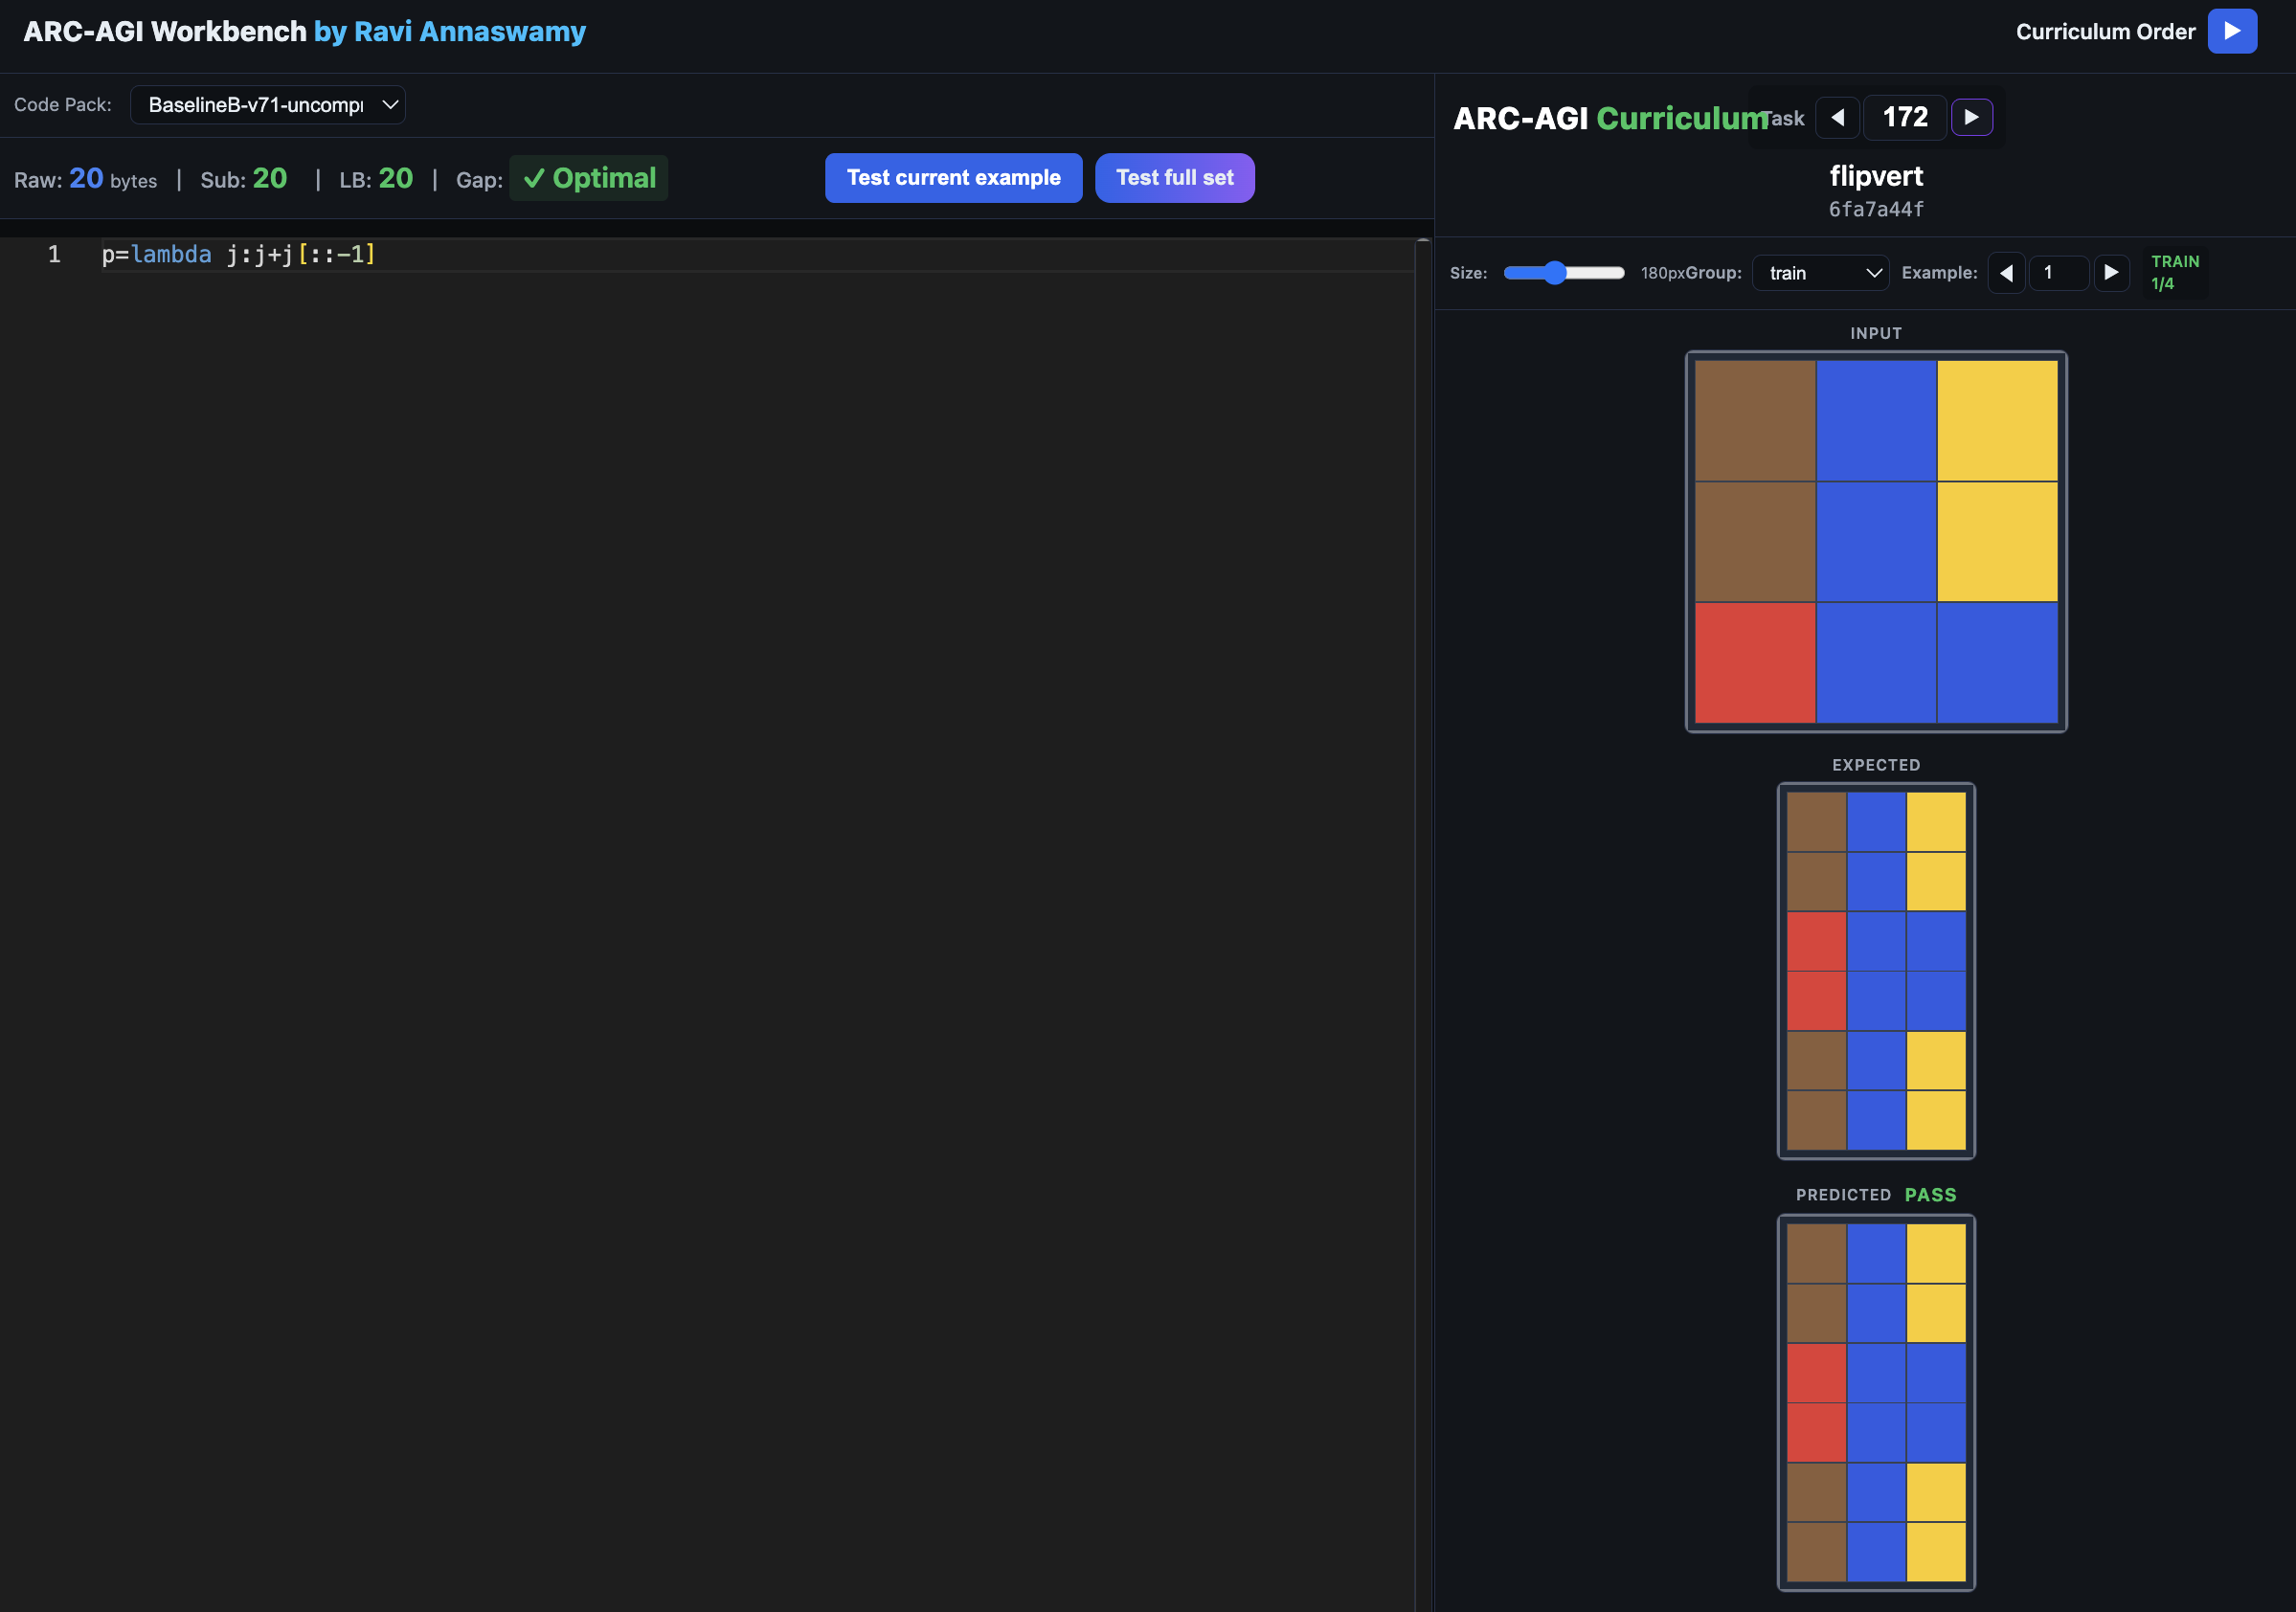 ARC-AGI Workbench by Ravi Annaswamy
Curriculum Order
Code Pack: BaselineB-v71-uncompr
Raw: 20 bytes | Sub: 20 | LB: 20 | Gap: ✓ Optimal
Test current example
Test full set
1 p=lambda j:j+j[::-1]
ARC-AGI Curriculum
Task 172
flipvert
6fa7a44f
Size: 180px Group: train Example: 1
TRAIN
1/4
INPUT
EXPECTED
PREDICTED PASS